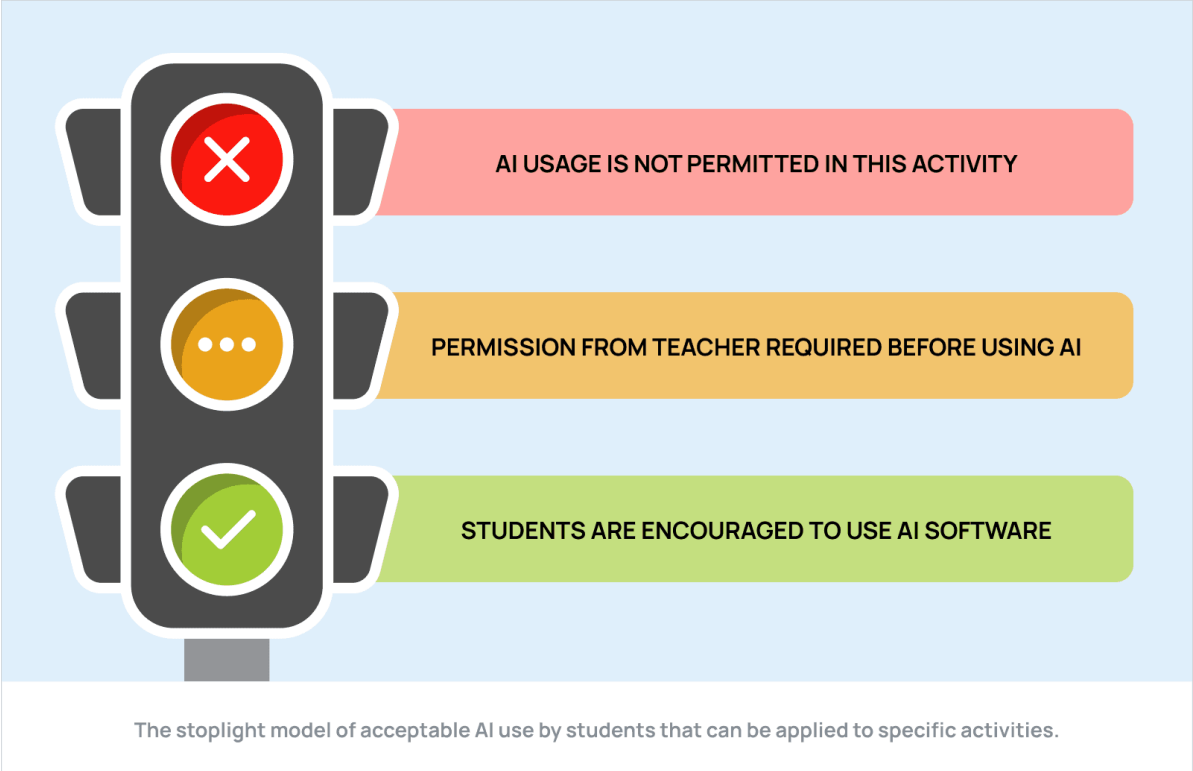 AI USAGE IS NOT PERMITTED IN THIS ACTIVITY
PERMISSION FROM TEACHER REQUIRED BEFORE USING AI
STUDENTS ARE ENCOURAGED TO USE AI SOFTWARE
The stoplight model of acceptable AI use by students that can be applied to specific activities.